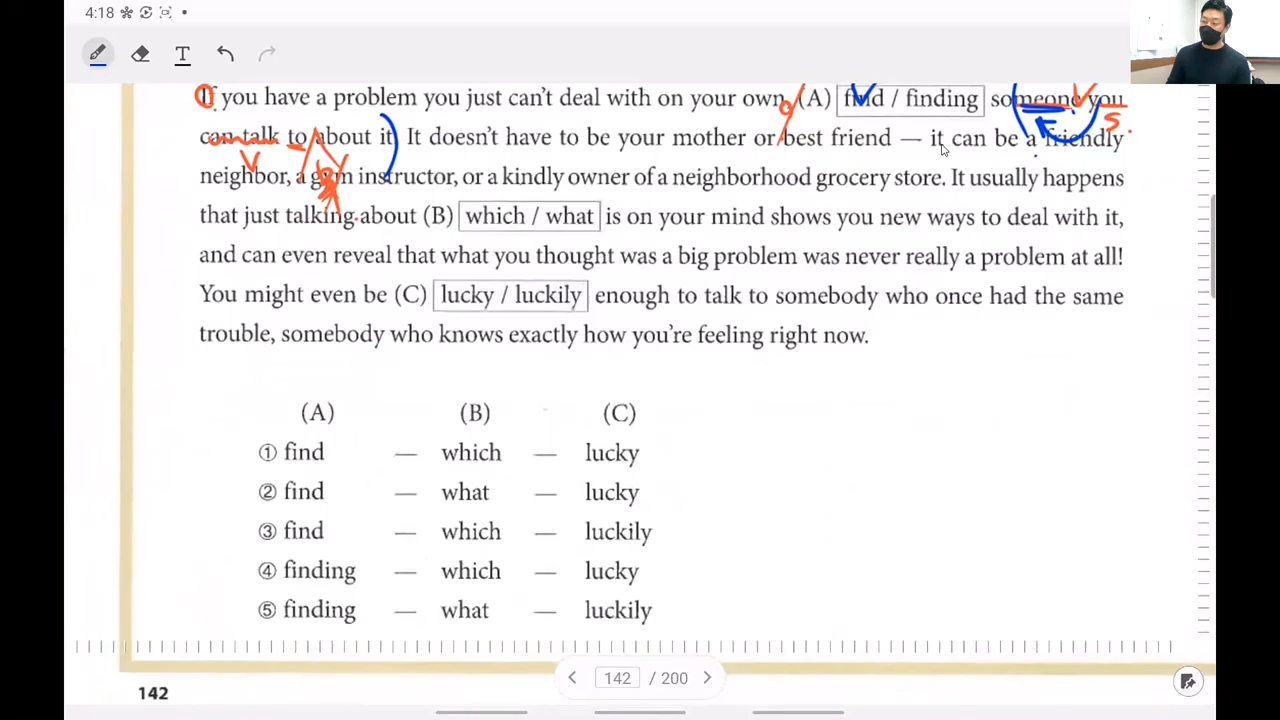 4:18
T
If you have a problem you just can't deal with on your own, (A) find / finding someone you
can talk to about it. It doesn't have to be your mother or best friend — it can be a friendly
neighbor, a gym instructor, or a kindly owner of a neighborhood grocery store. It usually happens
that just talking about (B) which / what is on your mind shows you new ways to deal with it,
and can even reveal that what you thought was a big problem was never really a problem at all!
You might even be (C) lucky / luckily enough to talk to somebody who once had the same
trouble, somebody who knows exactly how you're feeling right now.
(A) (B) (C)
① find — which — lucky
② find — what — lucky
③ find — which — luckily
④ finding — which — lucky
⑤ finding — what — luckily
142 / 200
142